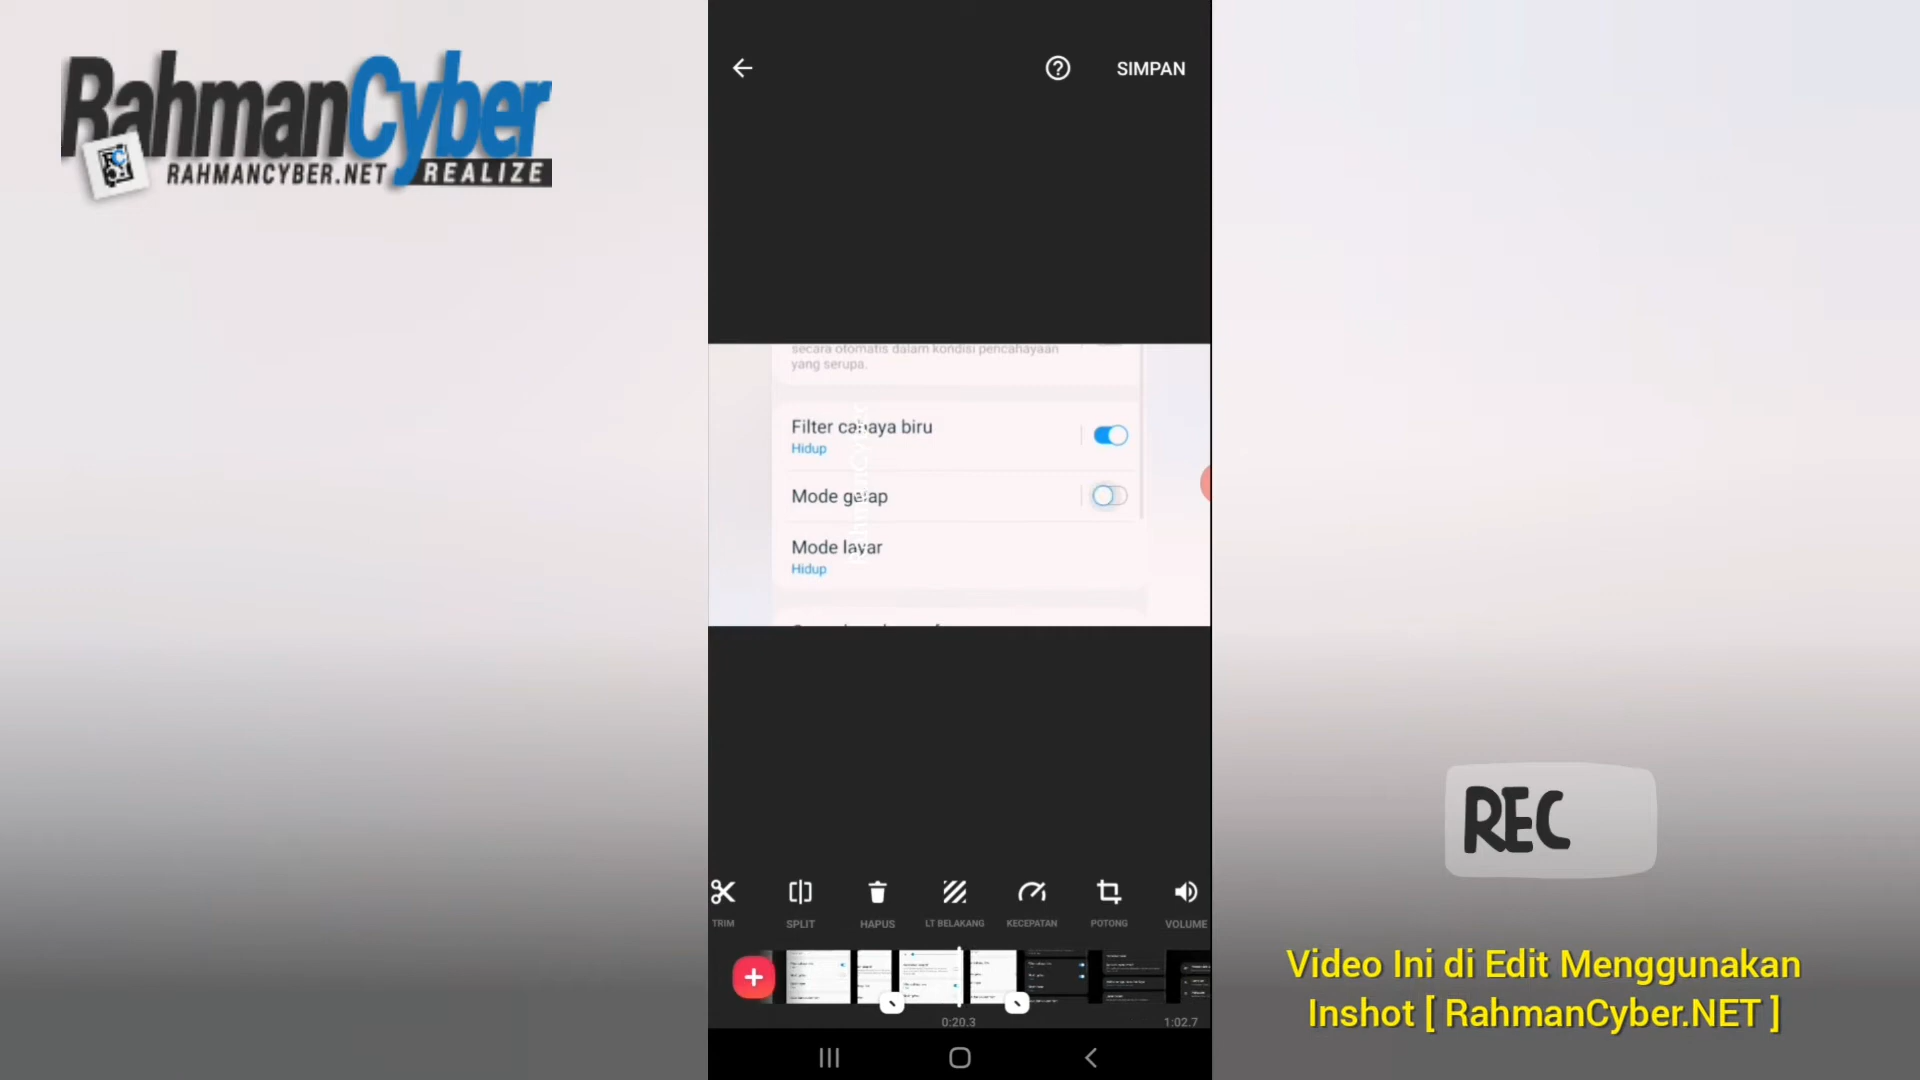 RahmanCyber
RAHMANCYBER.NET REALIZE
SIMPAN
secara otomatis dalam kondisi pencahayaan
yang serupa.
Filter cahaya biru
Hidup
Mode gelap
Mode layar
Hidup
RahmanCyber
REC
TRIM
SPLIT
HAPUS
LT BELAKANG
KECEPATAN
POTONG
VOLUME
0:20.3
1:02.7
Video Ini di Edit Menggunakan
Inshot [ RahmanCyber.NET ]